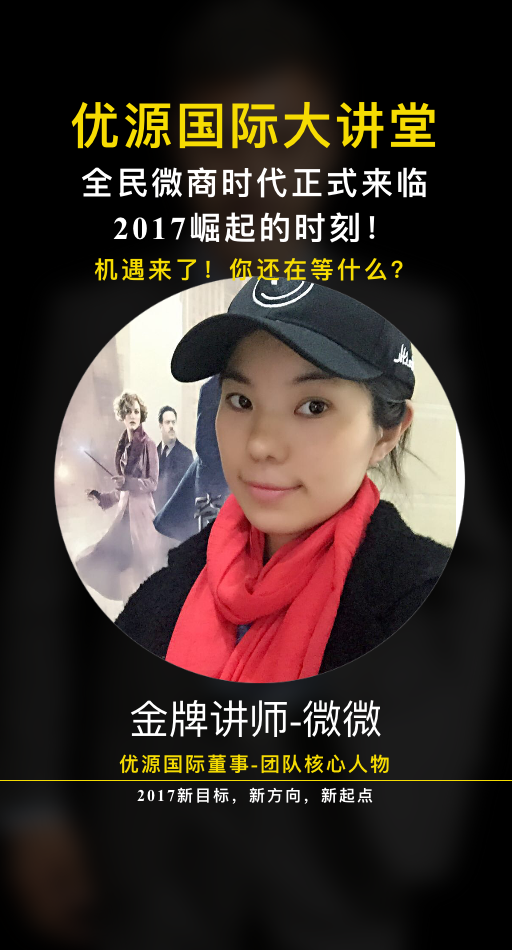 优源国际大讲堂
全民微商时代正式来临
2017崛起的时刻！
机遇来了！你还在等什么？
金牌讲师-微微
优源国际董事-团队核心人物
2017新目标，新方向，新起点